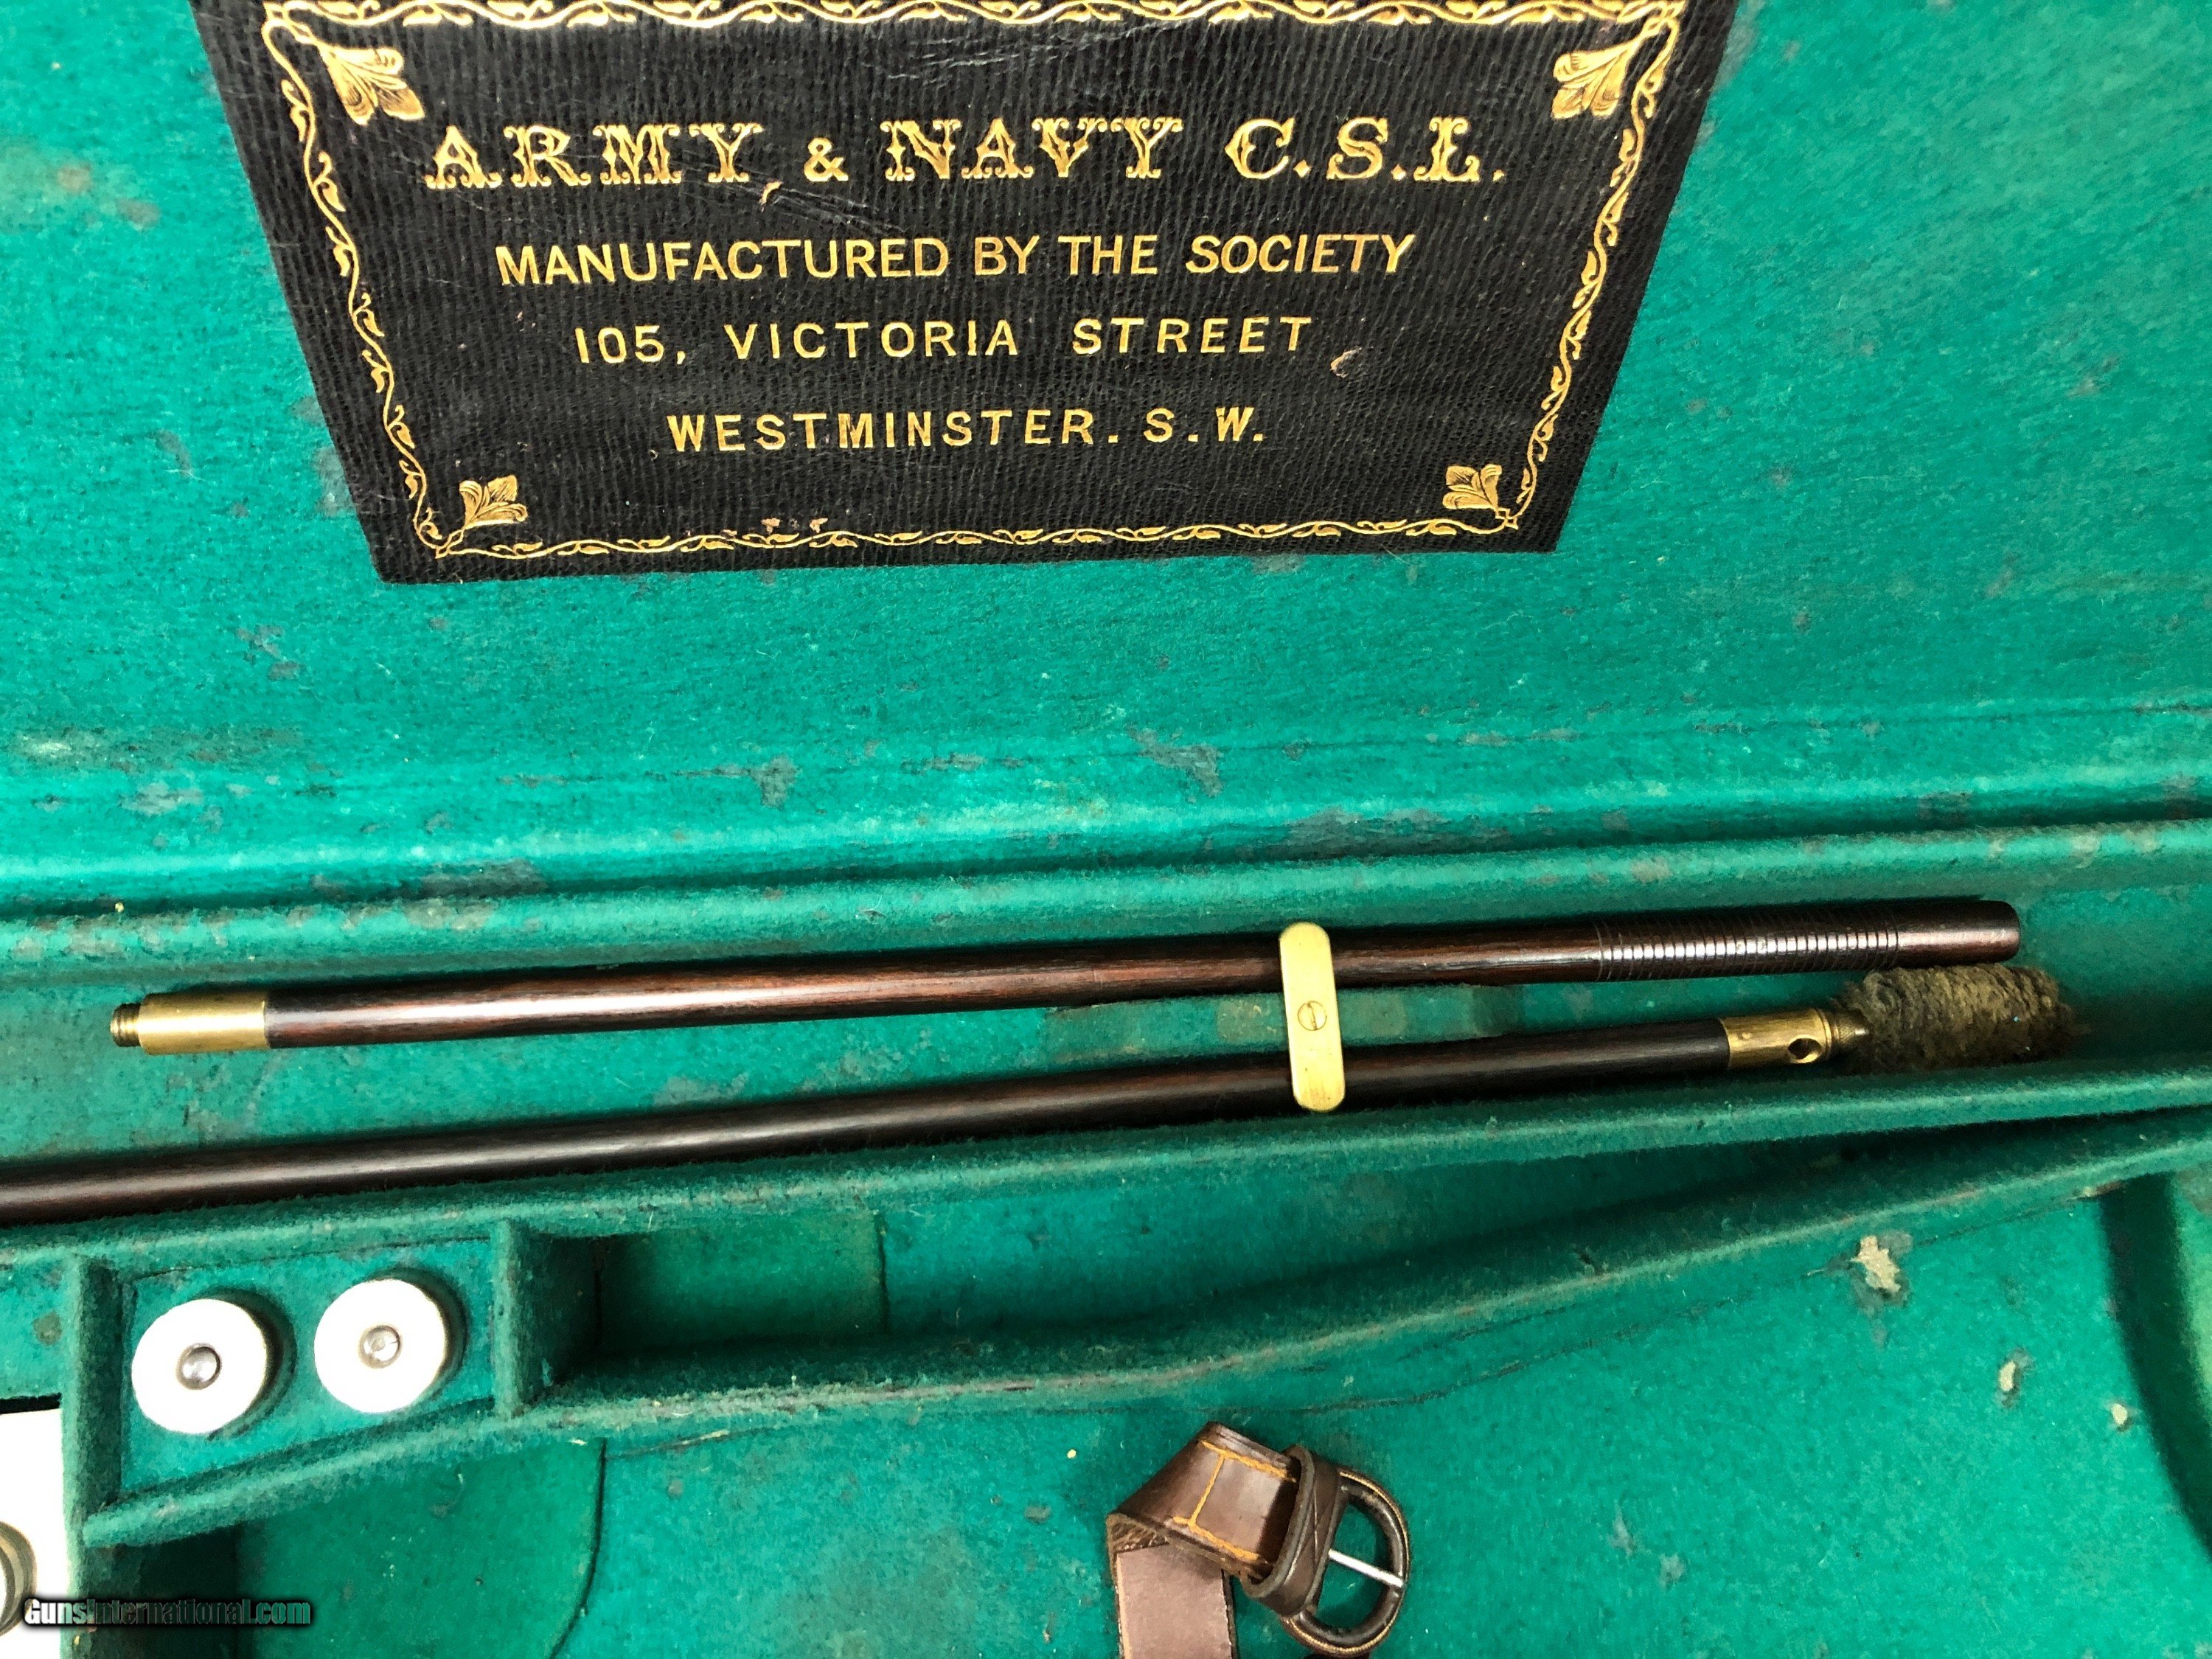 ARMY & NAVY C.S.L.
MANUFACTURED BY THE SOCIETY
105, VICTORIA STREET
WESTMINSTER. S.W.
GunsInternational.com